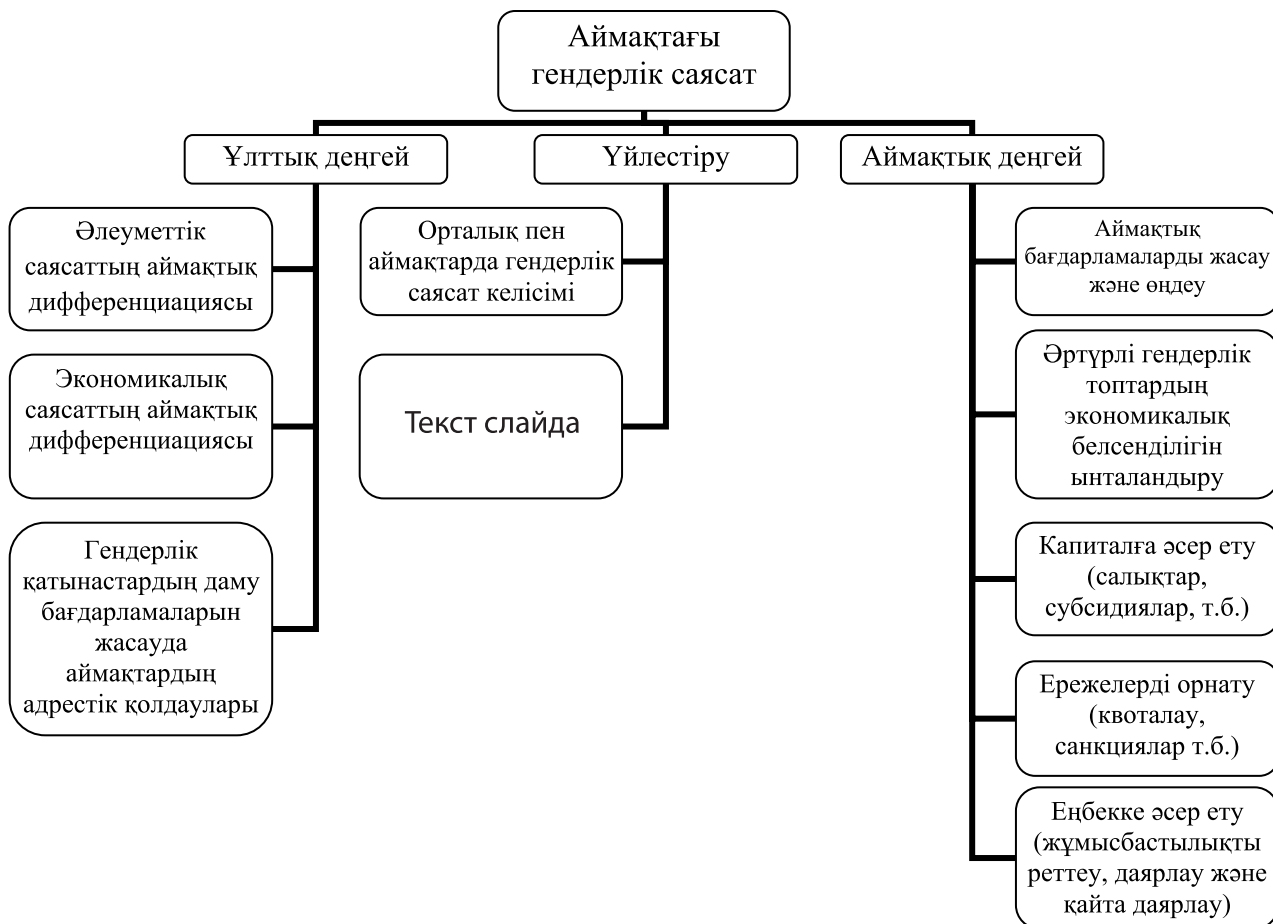 Аймақтағы
гендерлік саясат
Ұлттық деңгей
Үйлестіру
Аймақтық деңгей
Әлеуметтік
саясаттың аймақтық
дифференциациясы
Экономикалық
саясаттың аймақтық
дифференциациясы
Гендерлік
қатынастардың даму
бағдарламаларын
жасауда
аймақтардың
адрестік қолдаулары
Орталық пен
аймақтарда гендерлік
саясат келісімі
Текст слайда
Аймақтық
бағдарламаларды жасау
және өңдеу
Әртүрлі гендерлік
топтардың
экономикалық
белсенділігін
ынталандыру
Капиталға әсер ету
(салықтар,
субсидиялар, т.б.)
Ережелерді орнату
(квоталау,
санкциялар т.б.)
Еңбекке әсер ету
(жұмысбастылықты
реттеу, даярлау және
қайта даярлау)